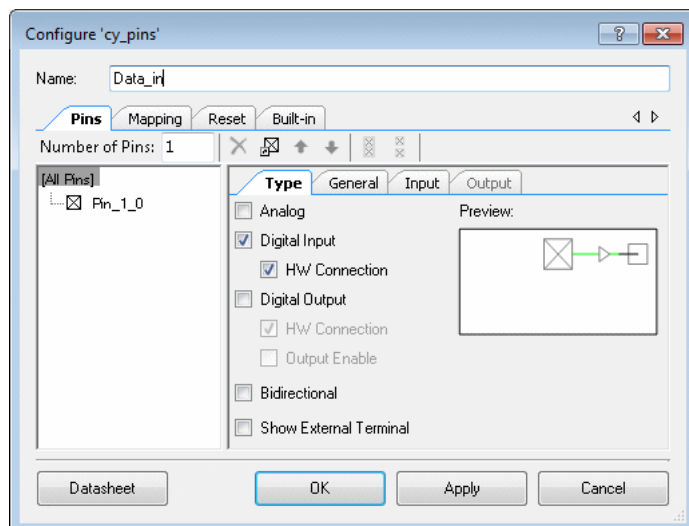 Configure 'cy_pins'
Name: Data_in
Pins Mapping Reset Built-in
Number of Pins: 1
[All Pins]
Pin_1_0
Type General Input Output
Analog
Preview:
Digital Input
HW Connection
Digital Output
HW Connection
Output Enable
Bidirectional
Show External Terminal
Datasheet OK Apply Cancel